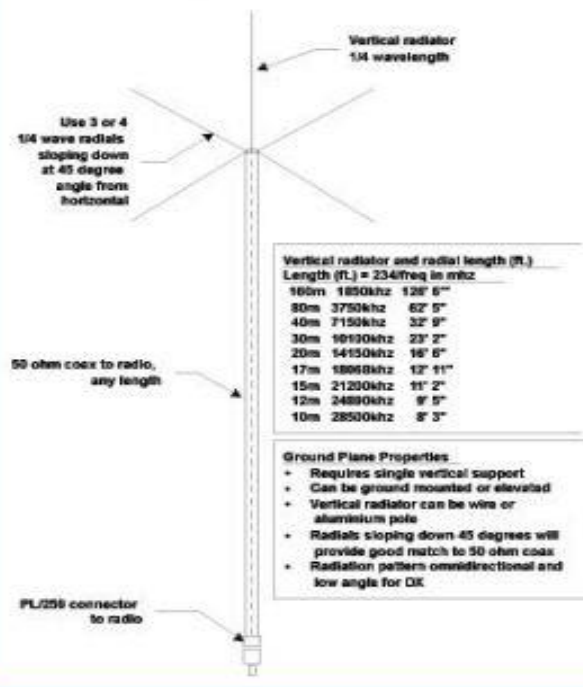 Vertical radiator
1/4 wavelength
Use 3 or 4
1/4 wave radials
sloping down
at 45 degree
angle from
horizontal
Vertical radiator and radial length (ft.)
Length (ft.) = 234/freq in mhz
160m 1850khz 126' 6"
80m 3750khz 62' 5"
40m 7150khz 32' 9"
30m 10100khz 23' 2"
20m 14150khz 16' 6"
17m 18068khz 12' 11"
15m 21200khz 11' 2"
12m 24890khz 9' 5"
10m 28500khz 8' 3"
50 ohm coax to radio,
any length
Ground Plane Properties
• Requires single vertical support
• Can be ground mounted or elevated
• Vertical radiator can be wire or
aluminium pole
• Radials sloping down 45 degrees will
provide good match to 50 ohm coax
• Radiation pattern omnidirectional and
low angle for DX
PL/259 connector
to radio